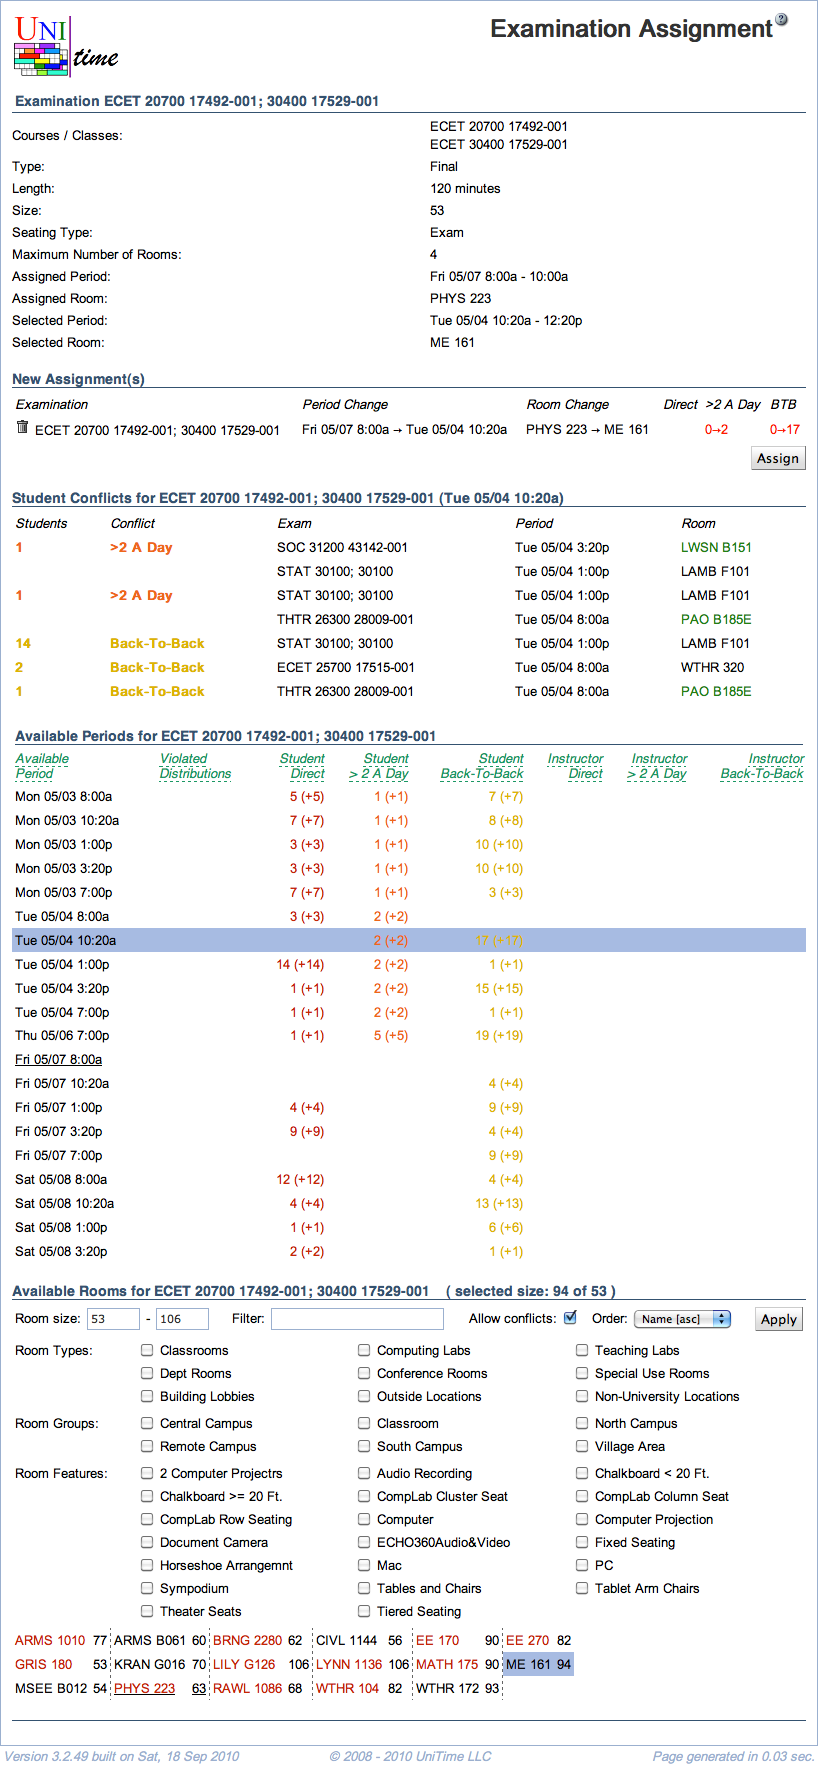 UNI
time
Examination Assignment
Examination ECET 20700 17492-001; 30400 17529-001
Courses / Classes: ECET 20700 17492-001
ECET 30400 17529-001
Type: Final
Length: 120 minutes
Size: 53
Seating Type: Exam
Maximum Number of Rooms: 4
Assigned Period: Fri 05/07 8:00a - 10:00a
Assigned Room: PHYS 223
Selected Period: Tue 05/04 10:20a - 12:20p
Selected Room: ME 161
New Assignment(s)
Examination Period Change Room Change Direct >2 A Day BTB
ECET 20700 17492-001; 30400 17529-001 Fri 05/07 8:00a → Tue 05/04 10:20a PHYS 223 → ME 161 0→2 0→17
Assign
Student Conflicts for ECET 20700 17492-001; 30400 17529-001 (Tue 05/04 10:20a)
Students Conflict Exam Period Room
1 >2 A Day SOC 31200 43142-001 Tue 05/04 3:20p LWSN B151
STAT 30100; 30100 Tue 05/04 1:00p LAMB F101
1 >2 A Day STAT 30100; 30100 Tue 05/04 1:00p LAMB F101
THTR 26300 28009-001 Tue 05/04 8:00a PAO B185E
14 Back-To-Back STAT 30100; 30100 Tue 05/04 1:00p LAMB F101
2 Back-To-Back ECET 25700 17515-001 Tue 05/04 8:00a WTHR 320
1 Back-To-Back THTR 26300 28009-001 Tue 05/04 8:00a PAO B185E
Available Periods for ECET 20700 17492-001; 30400 17529-001
Available Violated Student Student Student Instructor Instructor Instructor
Period Distributions Direct > 2 A Day Back-To-Back Direct > 2 A Day Back-To-Back
Mon 05/03 8:00a 5 (+5) 1 (+1) 7 (+7)
Mon 05/03 10:20a 7 (+7) 1 (+1) 8 (+8)
Mon 05/03 1:00p 3 (+3) 1 (+1) 10 (+10)
Mon 05/03 3:20p 3 (+3) 1 (+1) 10 (+10)
Mon 05/03 7:00p 7 (+7) 1 (+1) 3 (+3)
Tue 05/04 8:00a 3 (+3) 2 (+2)
Tue 05/04 10:20a 2 (+2) 17 (+17)
Tue 05/04 1:00p 14 (+14) 2 (+2) 1 (+1)
Tue 05/04 3:20p 1 (+1) 2 (+2) 15 (+15)
Tue 05/04 7:00p 1 (+1) 2 (+2) 1 (+1)
Thu 05/06 7:00p 1 (+1) 5 (+5) 19 (+19)
Fri 05/07 8:00a
Fri 05/07 10:20a 4 (+4)
Fri 05/07 1:00p 4 (+4) 9 (+9)
Fri 05/07 3:20p 9 (+9) 4 (+4)
Fri 05/07 7:00p 9 (+9)
Sat 05/08 8:00a 12 (+12) 4 (+4)
Sat 05/08 10:20a 4 (+4) 13 (+13)
Sat 05/08 1:00p 1 (+1) 6 (+6)
Sat 05/08 3:20p 2 (+2) 1 (+1)
Available Rooms for ECET 20700 17492-001; 30400 17529-001 ( selected size: 94 of 53 )
Room size: 53 - 106 Filter: Allow conflicts: Order: Name [asc] Apply
Room Types: Classrooms Computing Labs Teaching Labs
Dept Rooms Conference Rooms Special Use Rooms
Building Lobbies Outside Locations Non-University Locations
Room Groups: Central Campus Classroom North Campus
Remote Campus South Campus Village Area
Room Features: 2 Computer Projectrs Audio Recording Chalkboard < 20 Ft.
Chalkboard >= 20 Ft. CompLab Cluster Seat CompLab Column Seat
CompLab Row Seating Computer Computer Projection
Document Camera ECHO360Audio&Video Fixed Seating
Horseshoe Arrangemnt Mac PC
Sympodium Tables and Chairs Tablet Arm Chairs
Theater Seats Tiered Seating
ARMS 1010 77 ARMS B061 60 BRNG 2280 62 CIVL 1144 56 EE 170 90 EE 270 82
GRIS 180 53 KRAN G016 70 LILY G126 106 LYNN 1136 106 MATH 175 90 ME 161 94
MSEE B012 54 PHYS 223 63 RAWL 1086 68 WTHR 104 82 WTHR 172 93
Version 3.2.49 built on Sat, 18 Sep 2010 © 2008 - 2010 UniTime LLC Page generated in 0.03 sec.